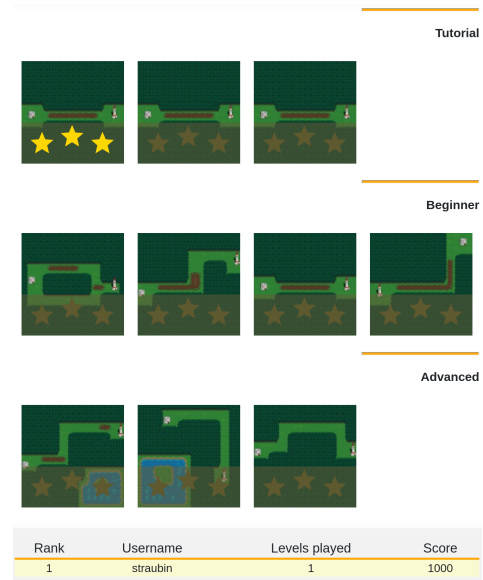 Tutorial
Beginner
Advanced
Rank Username Levels played Score
1 straubin 1 1000